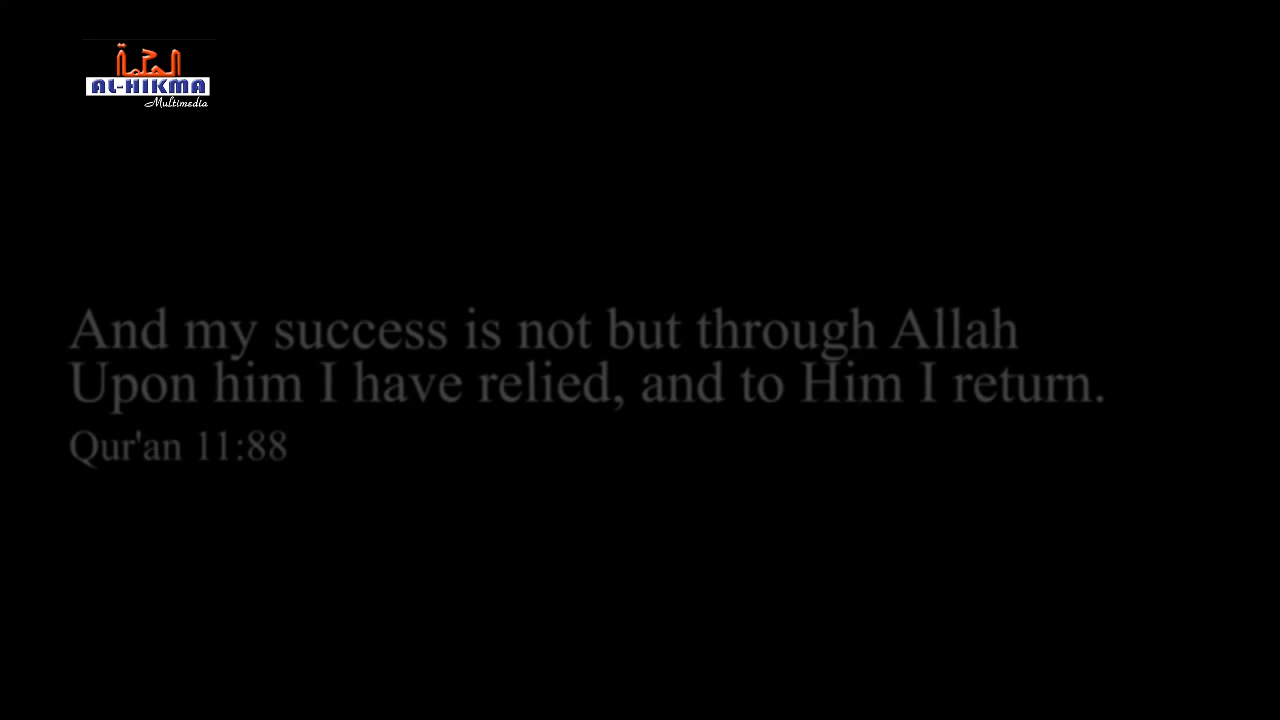 الحكمة
AL-HIKMA
Multimedia
And my success is not but through Allah
Upon him I have relied, and to Him I return.
Qur'an 11:88